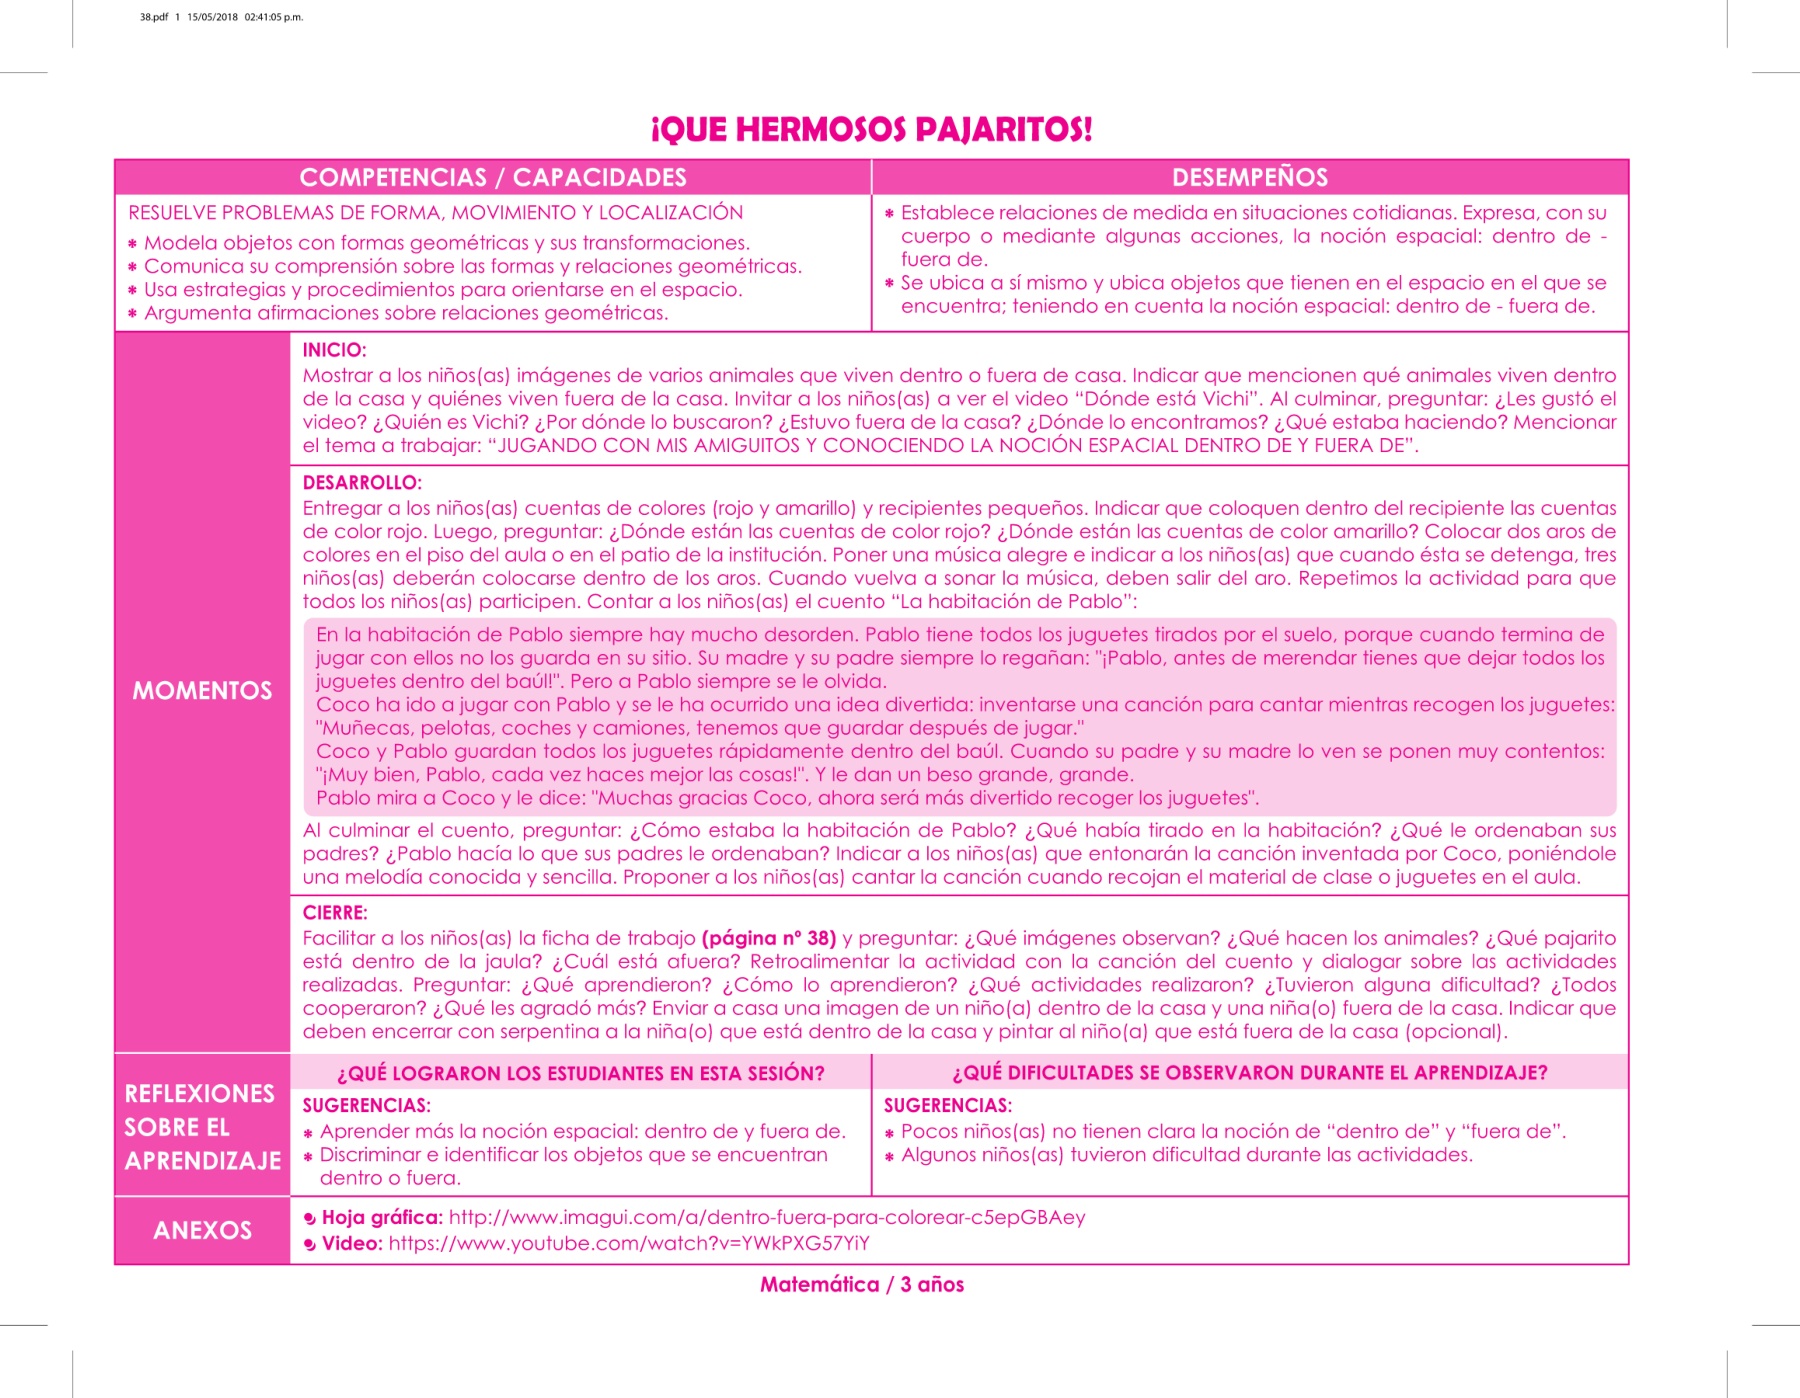 38.pdf 1 15/05/2018 02:41:05 p.m.
¡QUE HERMOSOS PAJARITOS!
COMPETENCIAS / CAPACIDADES
RESUELVE PROBLEMAS DE FORMA, MOVIMIENTO Y LOCALIZACIÓN
* Modela objetos con formas geométricas y sus transformaciones.
* Comunica su comprensión sobre las formas y relaciones geométricas.
* Usa estrategias y procedimientos para orientarse en el espacio.
* Argumenta afirmaciones sobre relaciones geométricas.
DESEMPEÑOS
* Establece relaciones de medida en situaciones cotidianas. Expresa, con su
cuerpo o mediante algunas acciones, la noción espacial: dentro de -
fuera de.
* Se ubica a sí mismo y ubica objetos que tienen en el espacio en el que se
encuentra; teniendo en cuenta la noción espacial: dentro de - fuera de.
MOMENTOS
INICIO:
Mostrar a los niños(as) imágenes de varios animales que viven dentro o fuera de casa. Indicar que mencionen qué animales viven dentro
de la casa y quiénes viven fuera de la casa. Invitar a los niños(as) a ver el video “Dónde está Vichi”. Al culminar, preguntar: ¿Les gustó el
video? ¿Quién es Vichi? ¿Por dónde lo buscaron? ¿Estuvo fuera de la casa? ¿Dónde lo encontramos? ¿Qué estaba haciendo? Mencionar
el tema a trabajar: “JUGANDO CON MIS AMIGUITOS Y CONOCIENDO LA NOCIÓN ESPACIAL DENTRO DE Y FUERA DE”.
DESARROLLO:
Entregar a los niños(as) cuentas de colores (rojo y amarillo) y recipientes pequeños. Indicar que coloquen dentro del recipiente las cuentas
de color rojo. Luego, preguntar: ¿Dónde están las cuentas de color rojo? ¿Dónde están las cuentas de color amarillo? Colocar dos aros de
colores en el piso del aula o en el patio de la institución. Poner una música alegre e indicar a los niños(as) que cuando ésta se detenga, tres
niños(as) deberán colocarse dentro de los aros. Cuando vuelva a sonar la música, deben salir del aro. Repetimos la actividad para que
todos los niños(as) participen. Contar a los niños(as) el cuento “La habitación de Pablo”:
En la habitación de Pablo siempre hay mucho desorden. Pablo tiene todos los juguetes tirados por el suelo, porque cuando termina de
jugar con ellos no los guarda en su sitio. Su madre y su padre siempre lo regañan: "¡Pablo, antes de merendar tienes que dejar todos los
juguetes dentro del baúl!". Pero a Pablo siempre se le olvida.
Coco ha ido a jugar con Pablo y se le ha ocurrido una idea divertida: inventarse una canción para cantar mientras recogen los juguetes:
"Muñecas, pelotas, coches y camiones, tenemos que guardar después de jugar."
Coco y Pablo guardan todos los juguetes rápidamente dentro del baúl. Cuando su padre y su madre lo ven se ponen muy contentos:
"¡Muy bien, Pablo, cada vez haces mejor las cosas!". Y le dan un beso grande, grande.
Pablo mira a Coco y le dice: "Muchas gracias Coco, ahora será más divertido recoger los juguetes".
Al culminar el cuento, preguntar: ¿Cómo estaba la habitación de Pablo? ¿Qué había tirado en la habitación? ¿Qué le ordenaban sus
padres? ¿Pablo hacía lo que sus padres le ordenaban? Indicar a los niños(as) que entonarán la canción inventada por Coco, poniéndole
una melodía conocida y sencilla. Proponer a los niños(as) cantar la canción cuando recojan el material de clase o juguetes en el aula.
CIERRE:
Facilitar a los niños(as) la ficha de trabajo (página nº 38) y preguntar: ¿Qué imágenes observan? ¿Qué hacen los animales? ¿Qué pajarito
está dentro de la jaula? ¿Cuál está afuera? Retroalimentar la actividad con la canción del cuento y dialogar sobre las actividades
realizadas. Preguntar: ¿Qué aprendieron? ¿Cómo lo aprendieron? ¿Qué actividades realizaron? ¿Tuvieron alguna dificultad? ¿Todos
cooperaron? ¿Qué les agradó más? Enviar a casa una imagen de un niño(a) dentro de la casa y una niña(o) fuera de la casa. Indicar que
deben encerrar con serpentina a la niña(o) que está dentro de la casa y pintar al niño(a) que está fuera de la casa (opcional).
REFLEXIONES
SOBRE EL
APRENDIZAJE
¿QUÉ LOGRARON LOS ESTUDIANTES EN ESTA SESIÓN?
SUGERENCIAS:
* Aprender más la noción espacial: dentro de y fuera de.
* Discriminar e identificar los objetos que se encuentran
dentro o fuera.
¿QUÉ DIFICULTADES SE OBSERVARON DURANTE EL APRENDIZAJE?
SUGERENCIAS:
* Pocos niños(as) no tienen clara la noción de “dentro de” y “fuera de”.
* Algunos niños(as) tuvieron dificultad durante las actividades.
ANEXOS
Hoja gráfica: http://www.imagui.com/a/dentro-fuera-para-colorear-c5epGBAey
Video: https://www.youtube.com/watch?v=YWkPXG57YiY
Matemática / 3 años